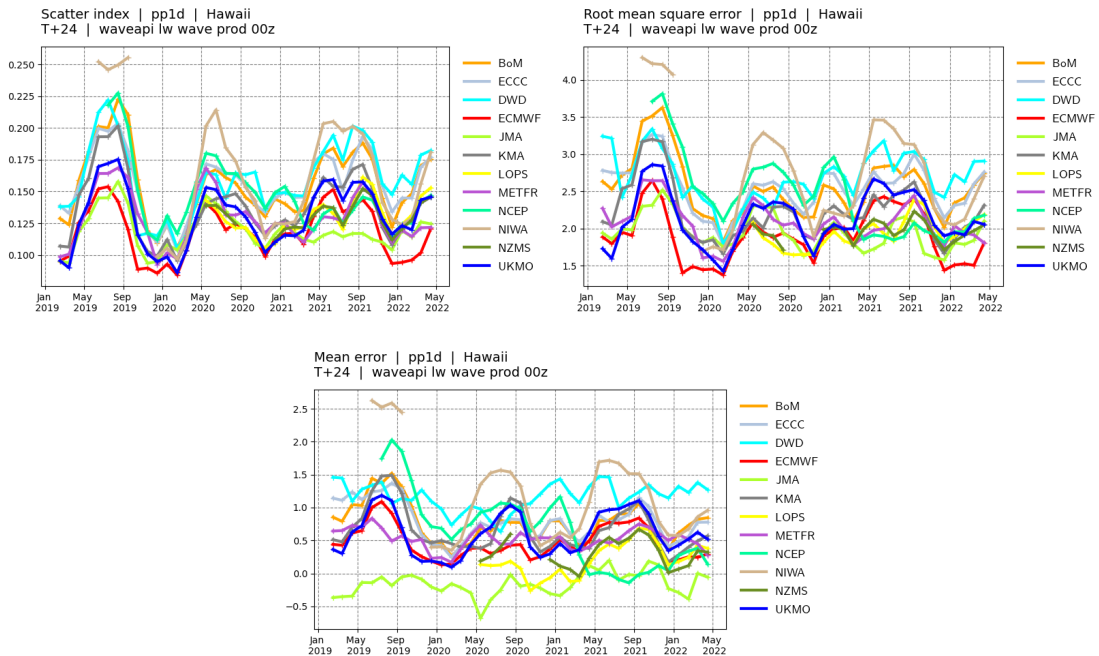 Scatter index | pp1d | Hawaii
T+24 | waveapi lw wave prod 00z
0.250
0.225
0.200
0.175
0.150
0.125
0.100
Jan 2019
May 2019
Sep 2019
Jan 2020
May 2020
Sep 2020
Jan 2021
May 2021
Sep 2021
Jan 2022
May 2022
BoM
ECCC
DWD
ECMWF
JMA
KMA
LOPS
METFR
NCEP
NIWA
NZMS
UKMO
Root mean square error | pp1d | Hawaii
T+24 | waveapi lw wave prod 00z
4.0
3.5
3.0
2.5
2.0
1.5
Jan 2019
May 2019
Sep 2019
Jan 2020
May 2020
Sep 2020
Jan 2021
May 2021
Sep 2021
Jan 2022
May 2022
BoM
ECCC
DWD
ECMWF
JMA
KMA
LOPS
METFR
NCEP
NIWA
NZMS
UKMO
Mean error | pp1d | Hawaii
T+24 | waveapi lw wave prod 00z
2.5
2.0
1.5
1.0
0.5
0.0
−0.5
Jan 2019
May 2019
Sep 2019
Jan 2020
May 2020
Sep 2020
Jan 2021
May 2021
Sep 2021
Jan 2022
May 2022
BoM
ECCC
DWD
ECMWF
JMA
KMA
LOPS
METFR
NCEP
NIWA
NZMS
UKMO